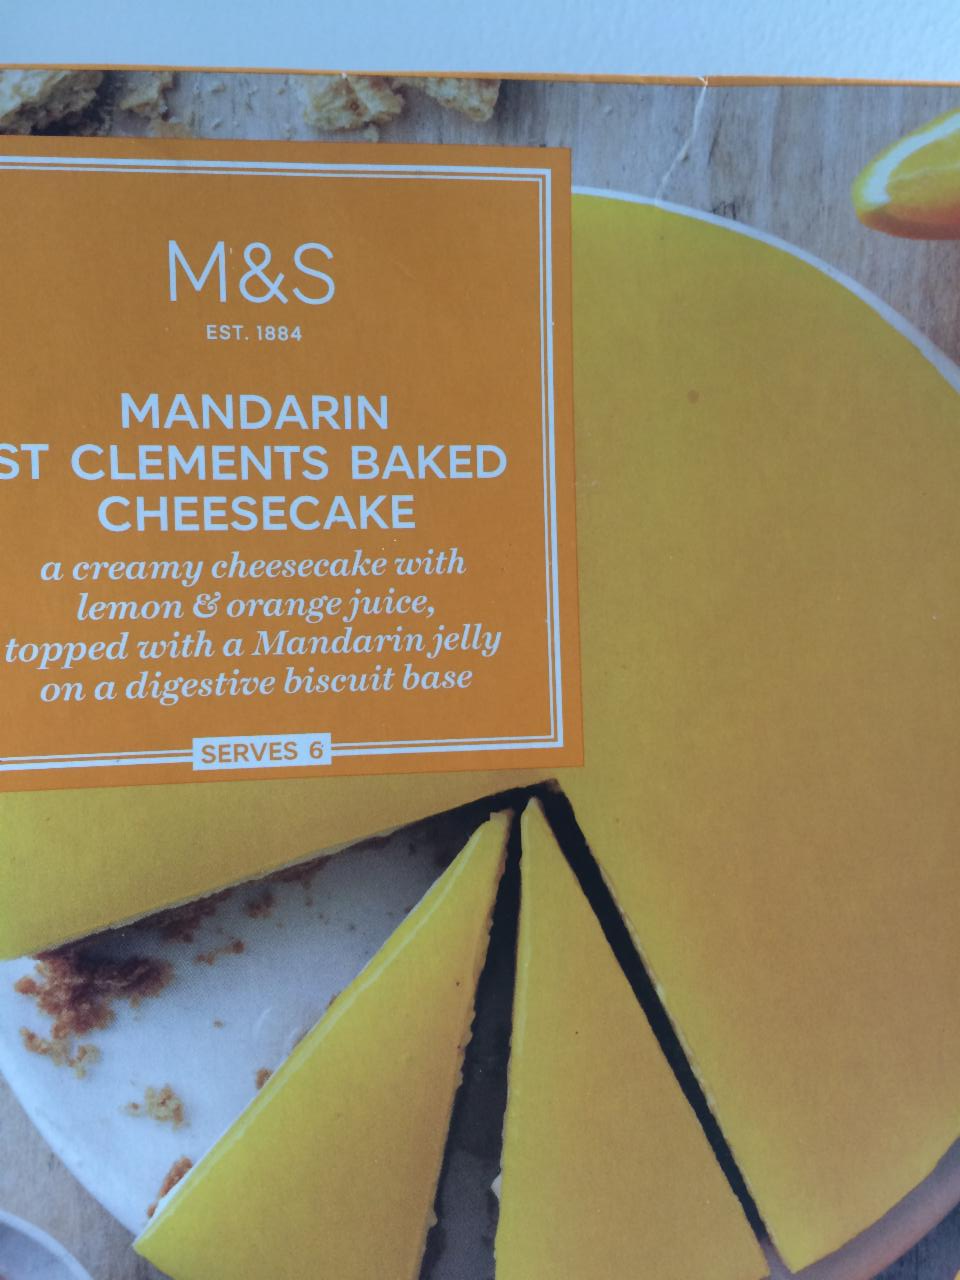 M&S
EST. 1884
MANDARIN
ST CLEMENTS BAKED
CHEESECAKE
a creamy cheesecake with
lemon & orange juice,
topped with a Mandarin jelly
on a digestive biscuit base
SERVES 6